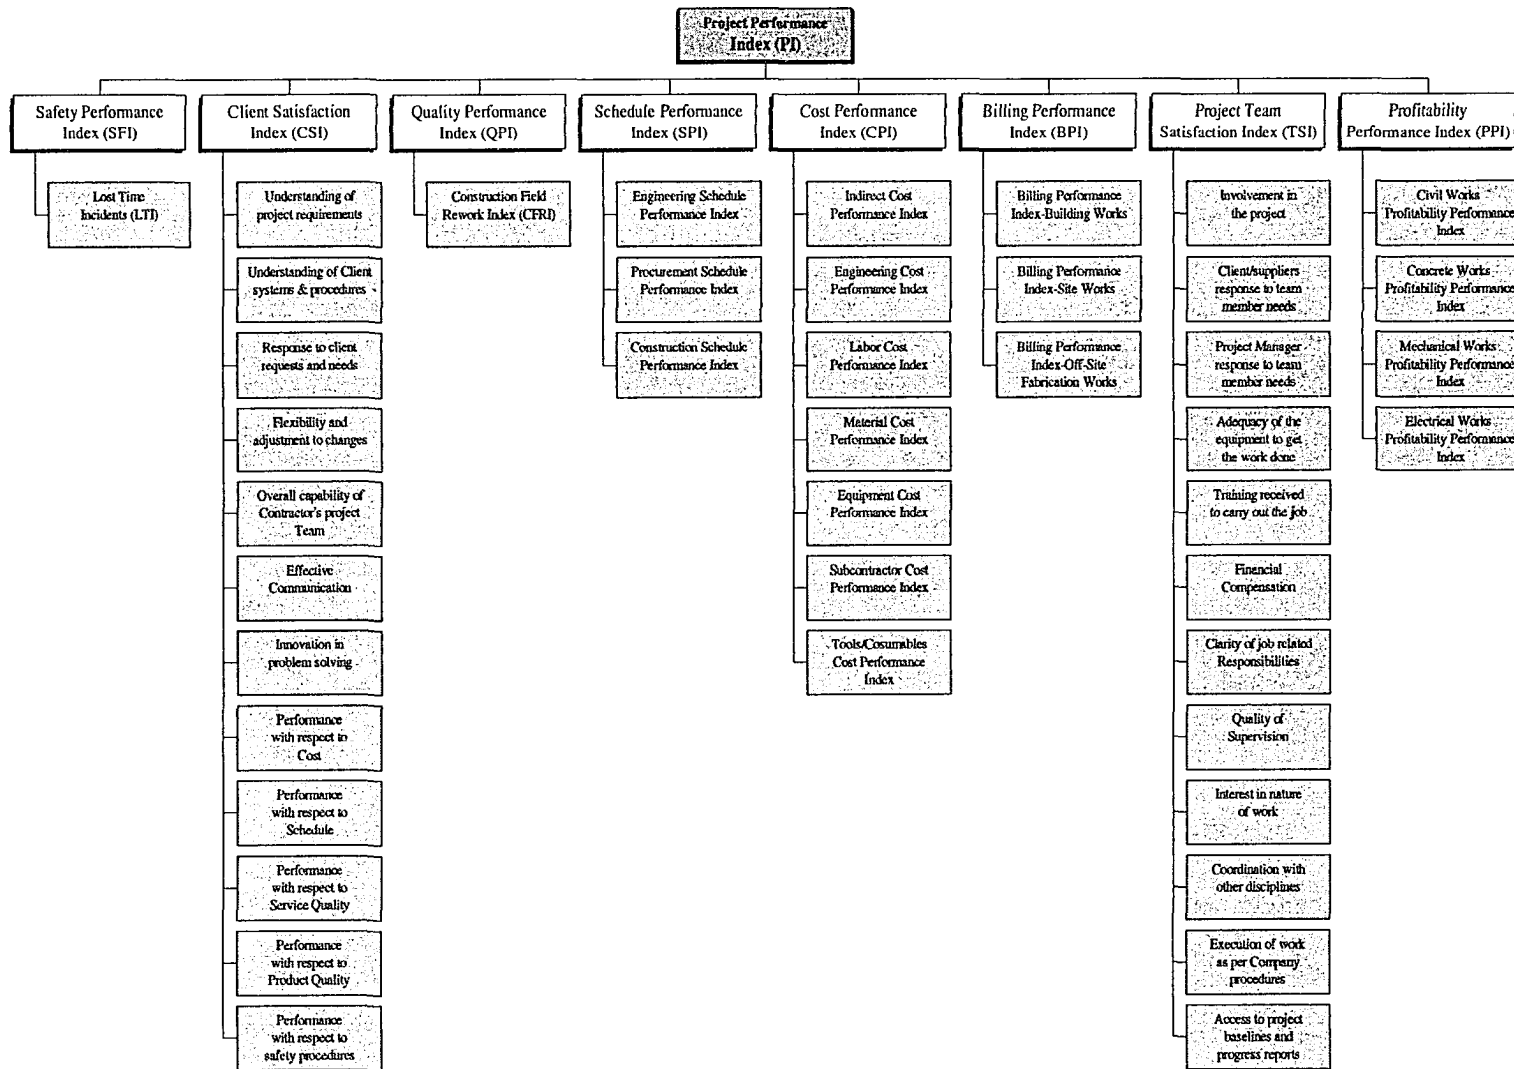 Project Performance
Index (PI)
Safety Performance
Index (SFI)
Lost Time
Incidents (LTI)
Client Satisfaction
Index (CSI)
Understanding of
project requirements
Understanding of Client
systems & procedures
Response to client
requests and needs
Flexibility and
adjustment to changes
Overall capability of
Contractor's project
Team
Effective
Communication
Innovation in
problem solving
Performance
with respect to
Cost
Performance
with respect to
Schedule
Performance
with respect to
Service Quality
Performance
with respect to
Product Quality
Performance
with respect to
safety procedures
Quality Performance
Index (QPI)
Construction Field
Rework Index (CFRI)
Schedule Performance
Index (SPI)
Engineering Schedule
Performance Index
Procurement Schedule
Performance Index
Construction Schedule
Performance Index
Cost Performance
Index (CPI)
Indirect Cost
Performance Index
Engineering Cost
Performance Index
Labor Cost
Performance Index
Material Cost
Performance Index
Equipment Cost
Performance Index
Subcontractor Cost
Performance Index
Tools/Cosumables
Cost Performance
Index
Billing Performance
Index (BPI)
Billing Performance
Index-Building Works
Billing Performance
Index-Site Works
Billing Performance
Index-Off-Site
Fabrication Works
Project Team
Satisfaction Index (TSI)
Involvement in
the project
Client/suppliers
response to team
member needs
Project Manager
response to team
member needs
Adequacy of the
equipment to get
the work done
Training received
to carry out the job
Financial
Compensation
Clarity of job related
Responsibilities
Quality of
Supervision
Interest in nature
of work
Coordination with
other disciplines
Execution of work
as per Company
procedures
Access to project
baselines and
progress reports
Profitability
Performance Index (PPI)
Civil Works
Profitability Performance
Index
Concrete Works
Profitability Performance
Index
Mechanical Works
Profitability Performance
Index
Electrical Works
Profitability Performance
Index